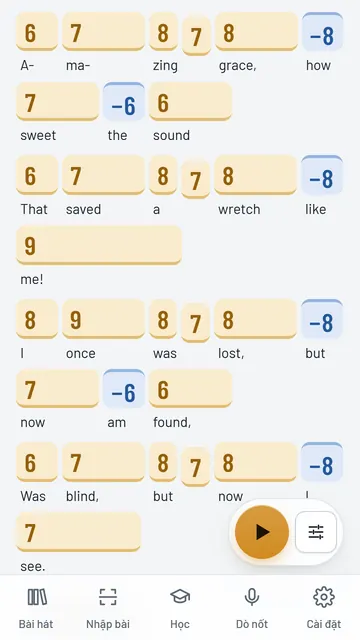 6 7 8 7 8 -8
A- ma- zing grace, how
7 -6 6
sweet the sound
6 7 8 7 8 -8
That saved a wretch like
9
me!
8 9 8 7 8 -8
I once was lost, but
7 -6 6
now am found,
6 7 8 7 8 -8
Was blind, but now I
7
see.
Bài hát Nhập bài Học Dò nốt Cài đặt